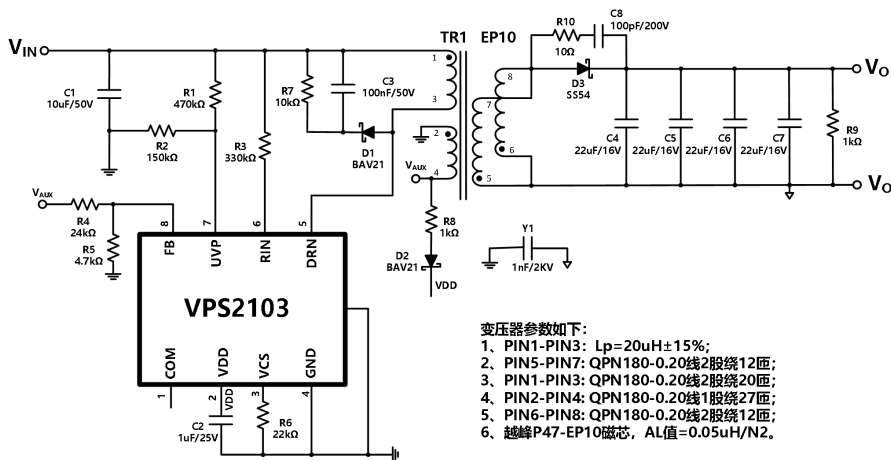 TR1 EP10
R10
10Ω
C8
100pF/200V
VIN
VO
C1
10uF/50V
R1
470kΩ
R2
150kΩ
R3
330kΩ
R7
10kΩ
C3
100nF/50V
D1
BAV21
1
3
2
4
8
7
6
5
D3
SS54
C4
22uF/16V
C5
22uF/16V
C6
22uF/16V
C7
22uF/16V
R9
1kΩ
VO
VAUX
VAUX
R4
24kΩ
R5
4.7kΩ
8
7
6
5
FB
UVP
RIN
DRN
R8
1kΩ
D2
BAV21
VDD
Y1
1nF/2KV
VPS2103
COM
VDD
VCS
GND
1
2
3
4
VDD
C2
1uF/25V
R6
22kΩ
变压器参数如下：
1、PIN1-PIN3：Lp=20uH±15%；
2、PIN5-PIN7: QPN180-0.20线2股绕12匝；
3、PIN1-PIN3: QPN180-0.20线2股绕20匝；
4、PIN2-PIN4: QPN180-0.20线1股绕27匝；
5、PIN6-PIN8: QPN180-0.20线2股绕12匝；
6、越峰P47-EP10磁芯，AL值=0.05uH/N2。